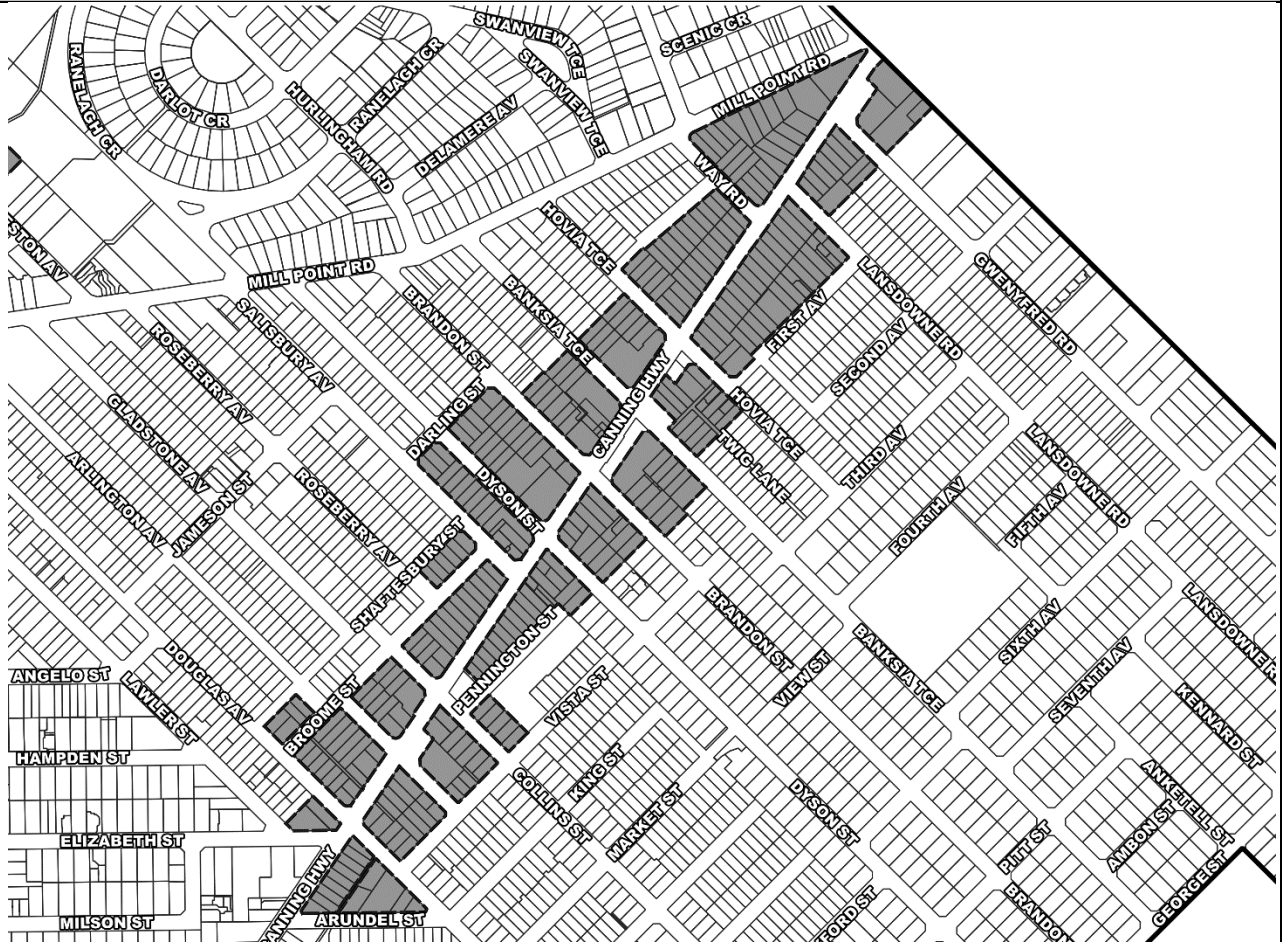 SWANVIEW TCE
SCENIC CR
RANELAGH CR
DARLOT CR
RANELAGH CR
SWANVIEW TCE
MILL POINT RD
HURLINGHAM RD
DELAMERE AV
WAY RD
HOVIA TCE
STON AV
MILL POINT RD
BANKSIA TCE
BRANDON ST
GWENYFRED RD
LANSDOWNE RD
FIRST AV
SALISBURY AV
ROSEBERRY AV
SECOND AV
CANNING HWY
DARLING ST
HOVIA TCE
GLADSTONE AV
TWIG LANE
THIRD AV
LANSDOWNE RD
ARLINGTON AV
JAMESON ST
ROSEBERRY AV
DYSON ST
FOURTH AV
FIFTH AV
SHAFTESBURY ST
LANSDOWNE R
BRANDON ST
PENNINGTON ST
BANKSIA TCE
SIXTH AV
DOUGLAS AV
ANGELO ST
LAWLER ST
BROOME ST
VISTA ST
VIEW ST
SEVENTH AV
KENNARD ST
HAMPDEN ST
KING ST
COLLINS ST
MARKET ST
DYSON ST
ANKETELL ST
AMBON ST
PITT ST
ELIZABETH ST
GEORGE ST
CANNING HWY
MILSON ST
ARUNDEL ST
FORD ST
BRANDO